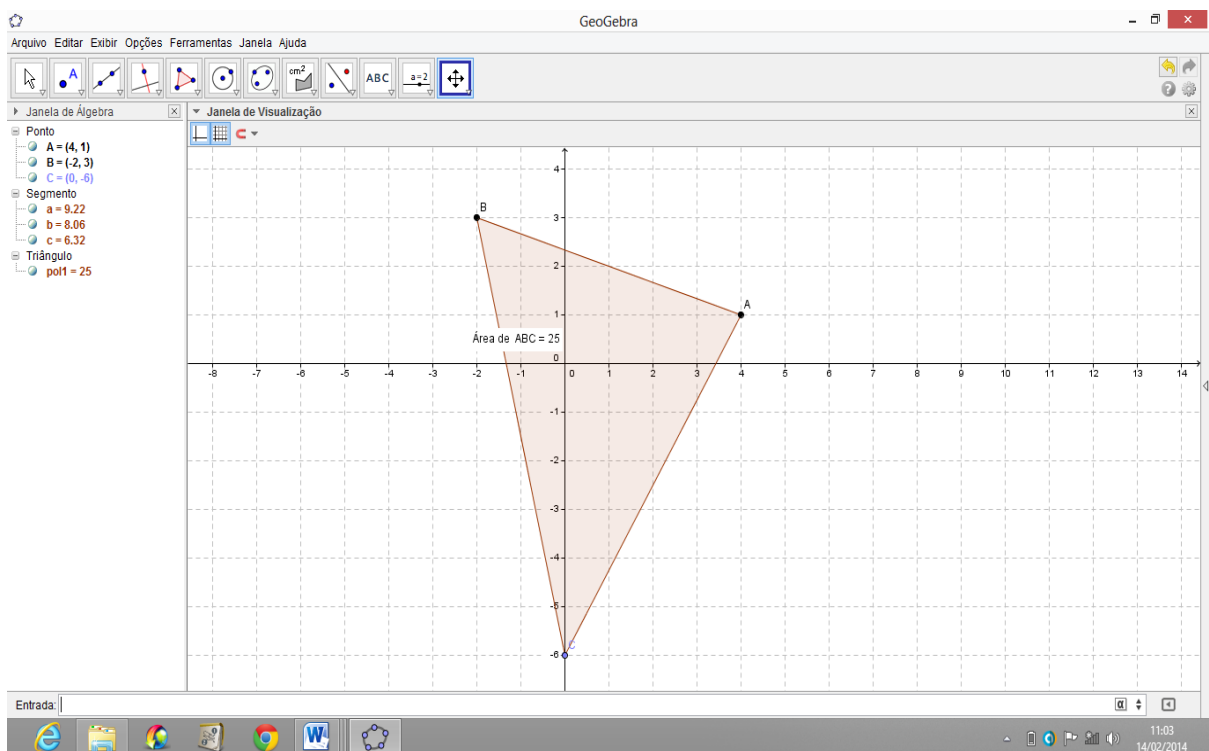 GeoGebra
Arquivo Editar Exibir Opções Ferramentas Janela Ajuda
A
cm2
ABC
a=2
Janela de Álgebra
Janela de Visualização
Ponto
A = (4, 1)
B = (-2, 3)
C = (0, -6)
Segmento
a = 9.22
b = 8.06
c = 6.32
Triângulo
pol1 = 25
4
B
3
2
A
1
Área de ABC = 25
0
-8 -7 -6 -5 -4 -3 -2 -1 0 1 2 3 4 5 6 7 8 9 10 11 12 13 14
-1
-2
-3
-4
-5
C
-6
Entrada:
α
W
11:03
14/02/2014